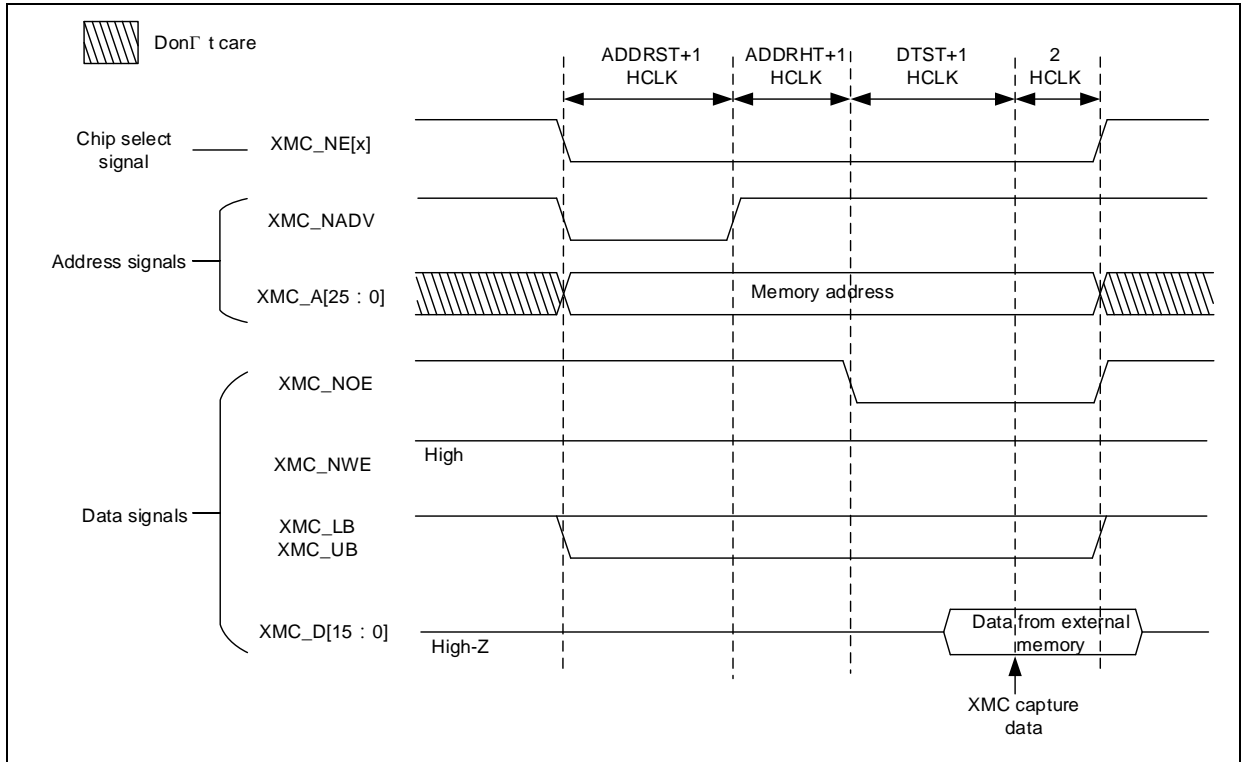 DonΓ t care
ADDRST+1
HCLK
ADDRHT+1
HCLK
DTST+1
HCLK
2
HCLK
Chip select
signal
XMC_NE[x]
Address signals
XMC_NADV
XMC_A[25 : 0]
Memory address
Data signals
XMC_NOE
XMC_NWE
High
XMC_LB
XMC_UB
XMC_D[15 : 0]
High-Z
Data from external
memory
XMC capture
data